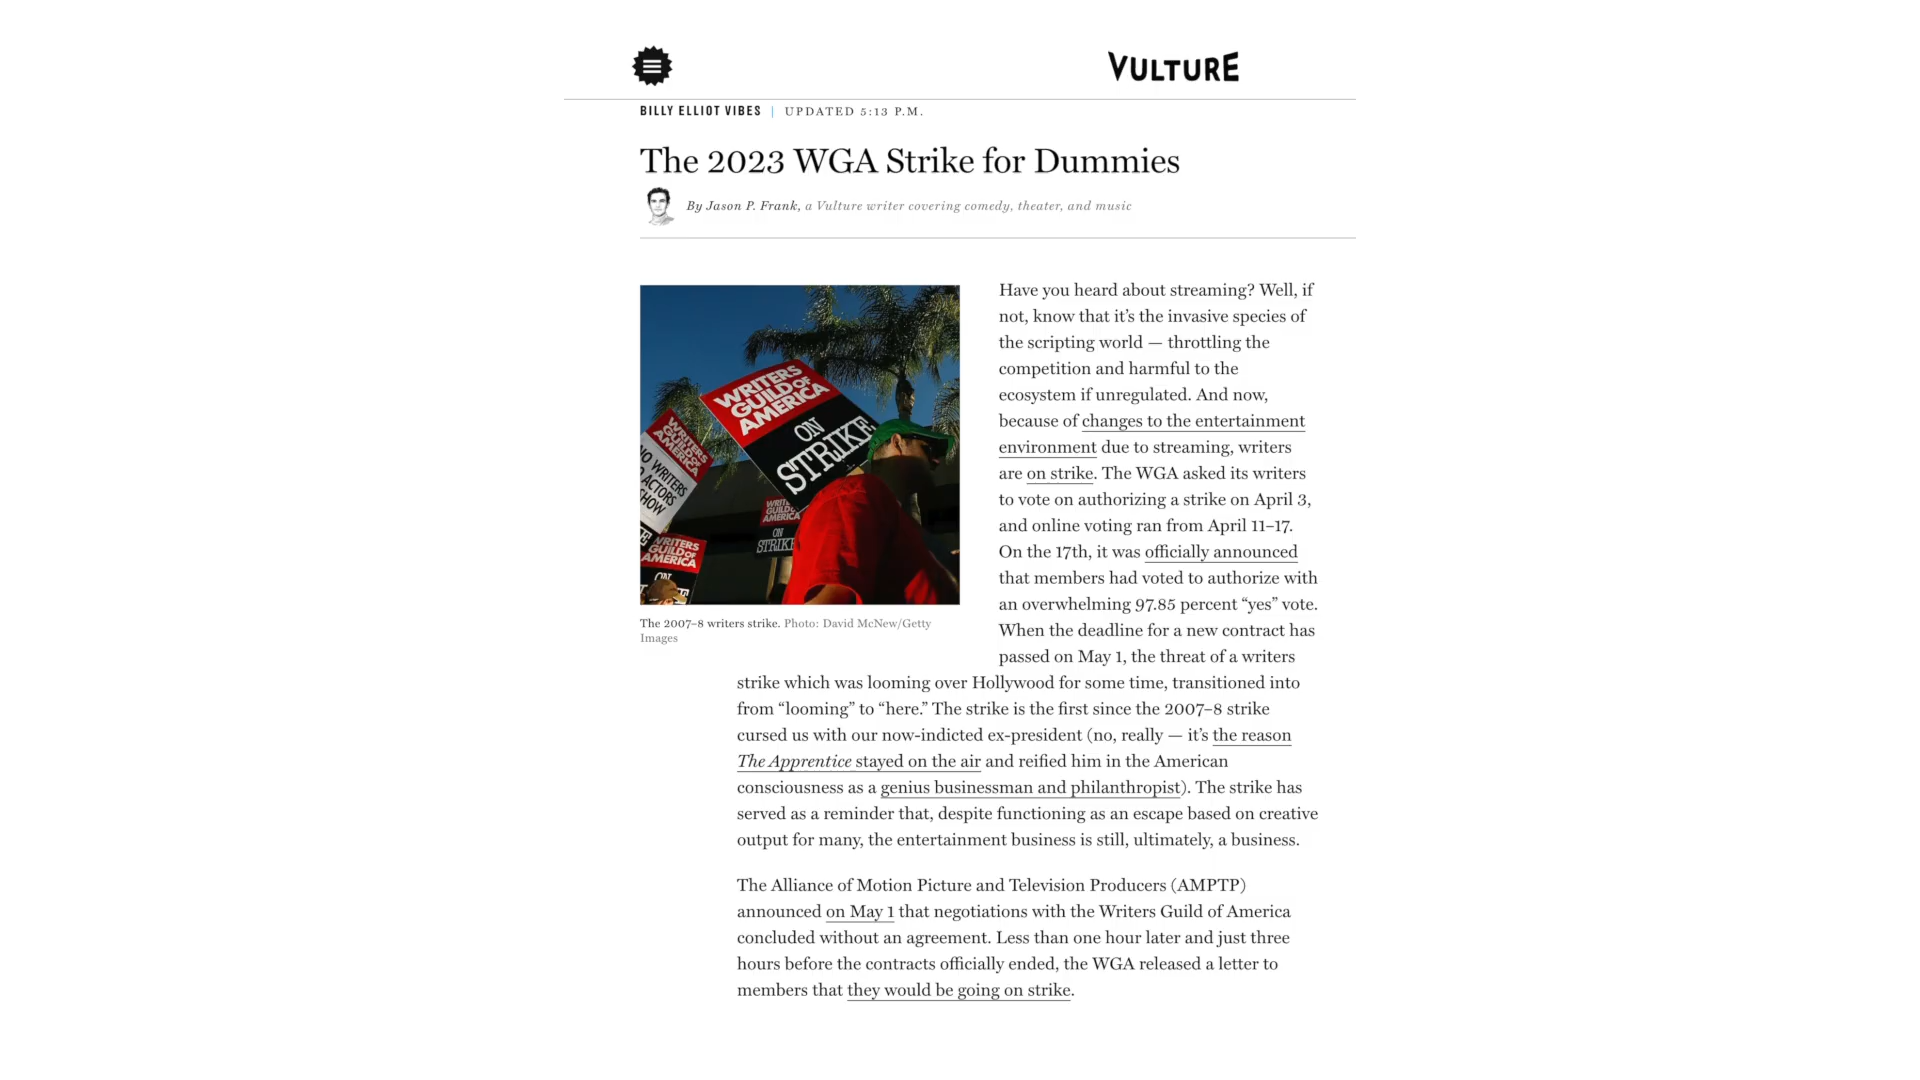 VULTURE
BILLY ELLIOT VIBES | UPDATED 5:13 P.M.
The 2023 WGA Strike for Dummies
By Jason P. Frank, a Vulture writer covering comedy, theater, and music
WRITERS
GUILD OF
AMERICA
ON
STRIKE
WRITERS
GUILD OF
AMERICA
NO WRITERS
ACTORS
SHOW
GUILD
AMERICA
ON
STRIKE
WRITERS
GUILD OF
AMERICA
ON
The 2007–8 writers strike. Photo: David McNew/Getty
Images
Have you heard about streaming? Well, if
not, know that it’s the invasive species of
the scripting world — throttling the
competition and harmful to the
ecosystem if unregulated. And now,
because of changes to the entertainment
environment due to streaming, writers
are on strike. The WGA asked its writers
to vote on authorizing a strike on April 3,
and online voting ran from April 11–17.
On the 17th, it was officially announced
that members had voted to authorize with
an overwhelming 97.85 percent “yes” vote.
When the deadline for a new contract has
passed on May 1, the threat of a writers
strike which was looming over Hollywood for some time, transitioned into
from “looming” to “here.” The strike is the first since the 2007–8 strike
cursed us with our now-indicted ex-president (no, really — it’s the reason
The Apprentice stayed on the air and reified him in the American
consciousness as a genius businessman and philanthropist). The strike has
served as a reminder that, despite functioning as an escape based on creative
output for many, the entertainment business is still, ultimately, a business.
The Alliance of Motion Picture and Television Producers (AMPTP)
announced on May 1 that negotiations with the Writers Guild of America
concluded without an agreement. Less than one hour later and just three
hours before the contracts officially ended, the WGA released a letter to
members that they would be going on strike.